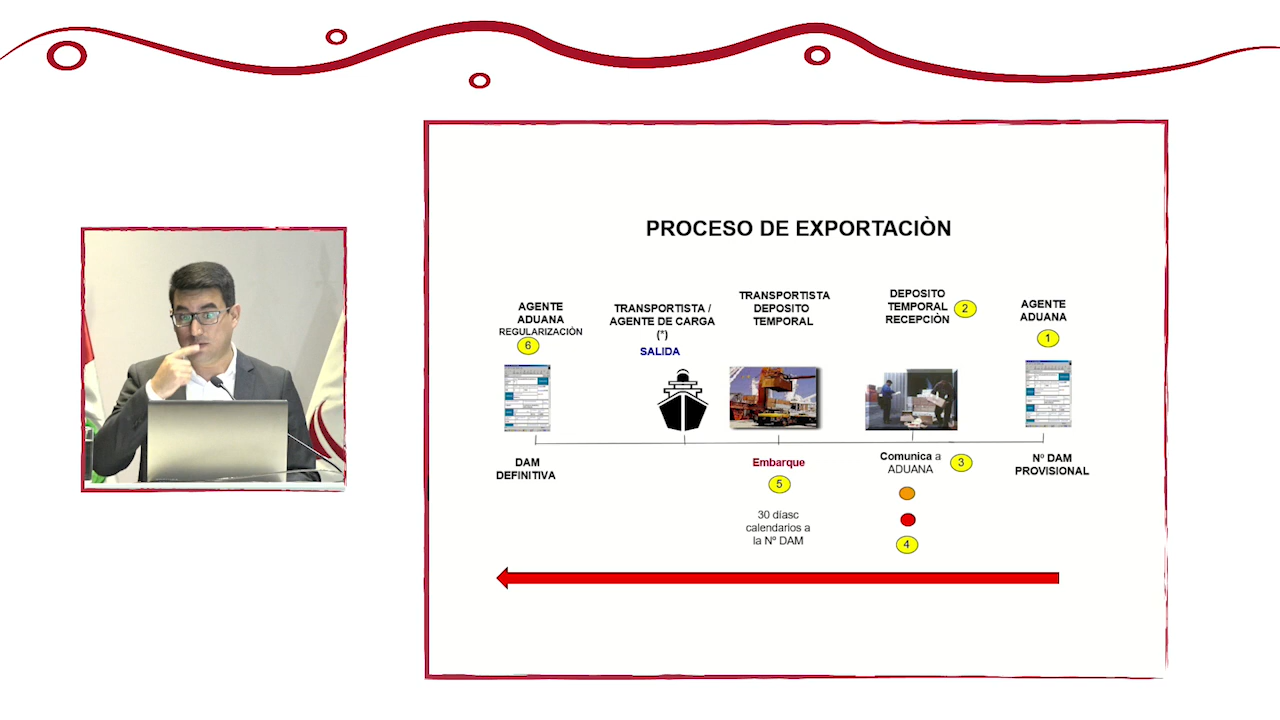 PROCESO DE EXPORTACIÒN
AGENTE
ADUANA
REGULARIZACIÓN
6
TRANSPORTISTA /
AGENTE DE CARGA
(*)
SALIDA
TRANSPORTISTA
DEPOSITO
TEMPORAL
DEPOSITO
TEMPORAL
RECEPCIÓN
2
AGENTE
ADUANA
1
DAM
DEFINITIVA
Embarque
5
30 díasc
calendarios a
la Nº DAM
Comunica a
ADUANA
3
4
Nº DAM
PROVISIONAL